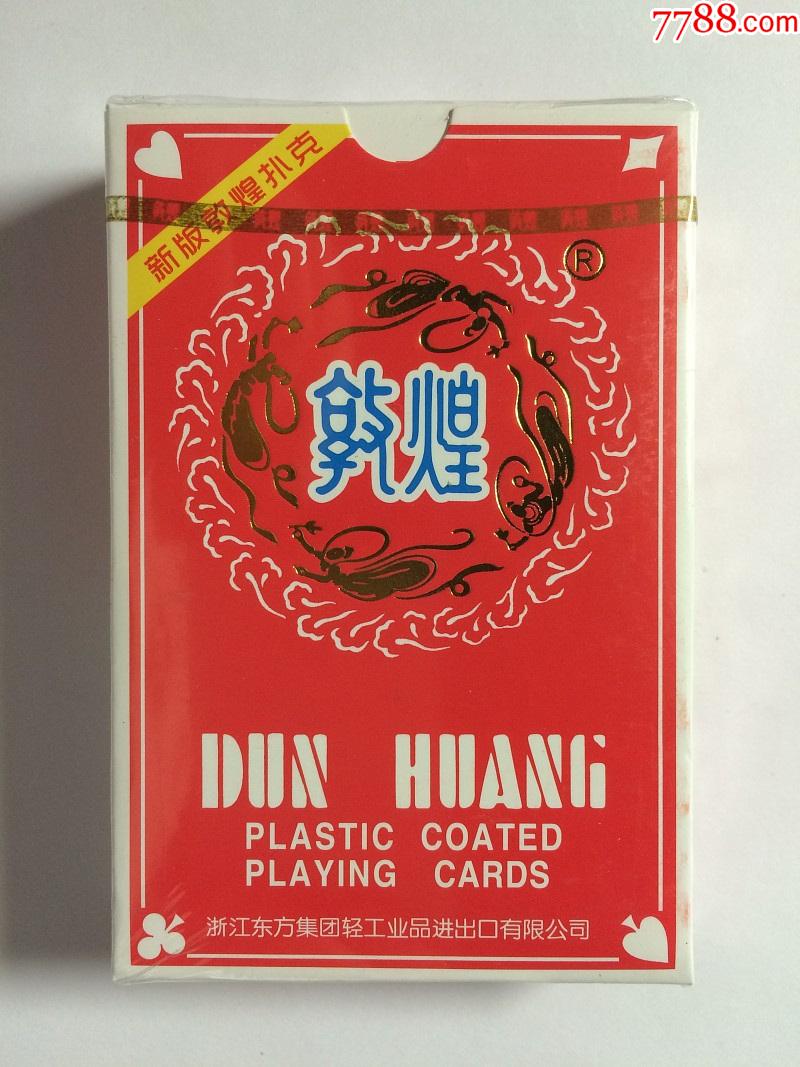 7788.com
新版敦煌扑克
®
敦煌
DUN HUANG
PLASTIC COATED
PLAYING CARDS
浙江东方集团轻工业品进出口有限公司